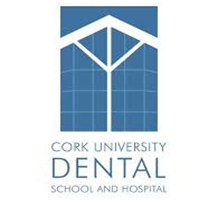 CORK UNIVERSITY
DENTAL
SCHOOL AND HOSPITAL